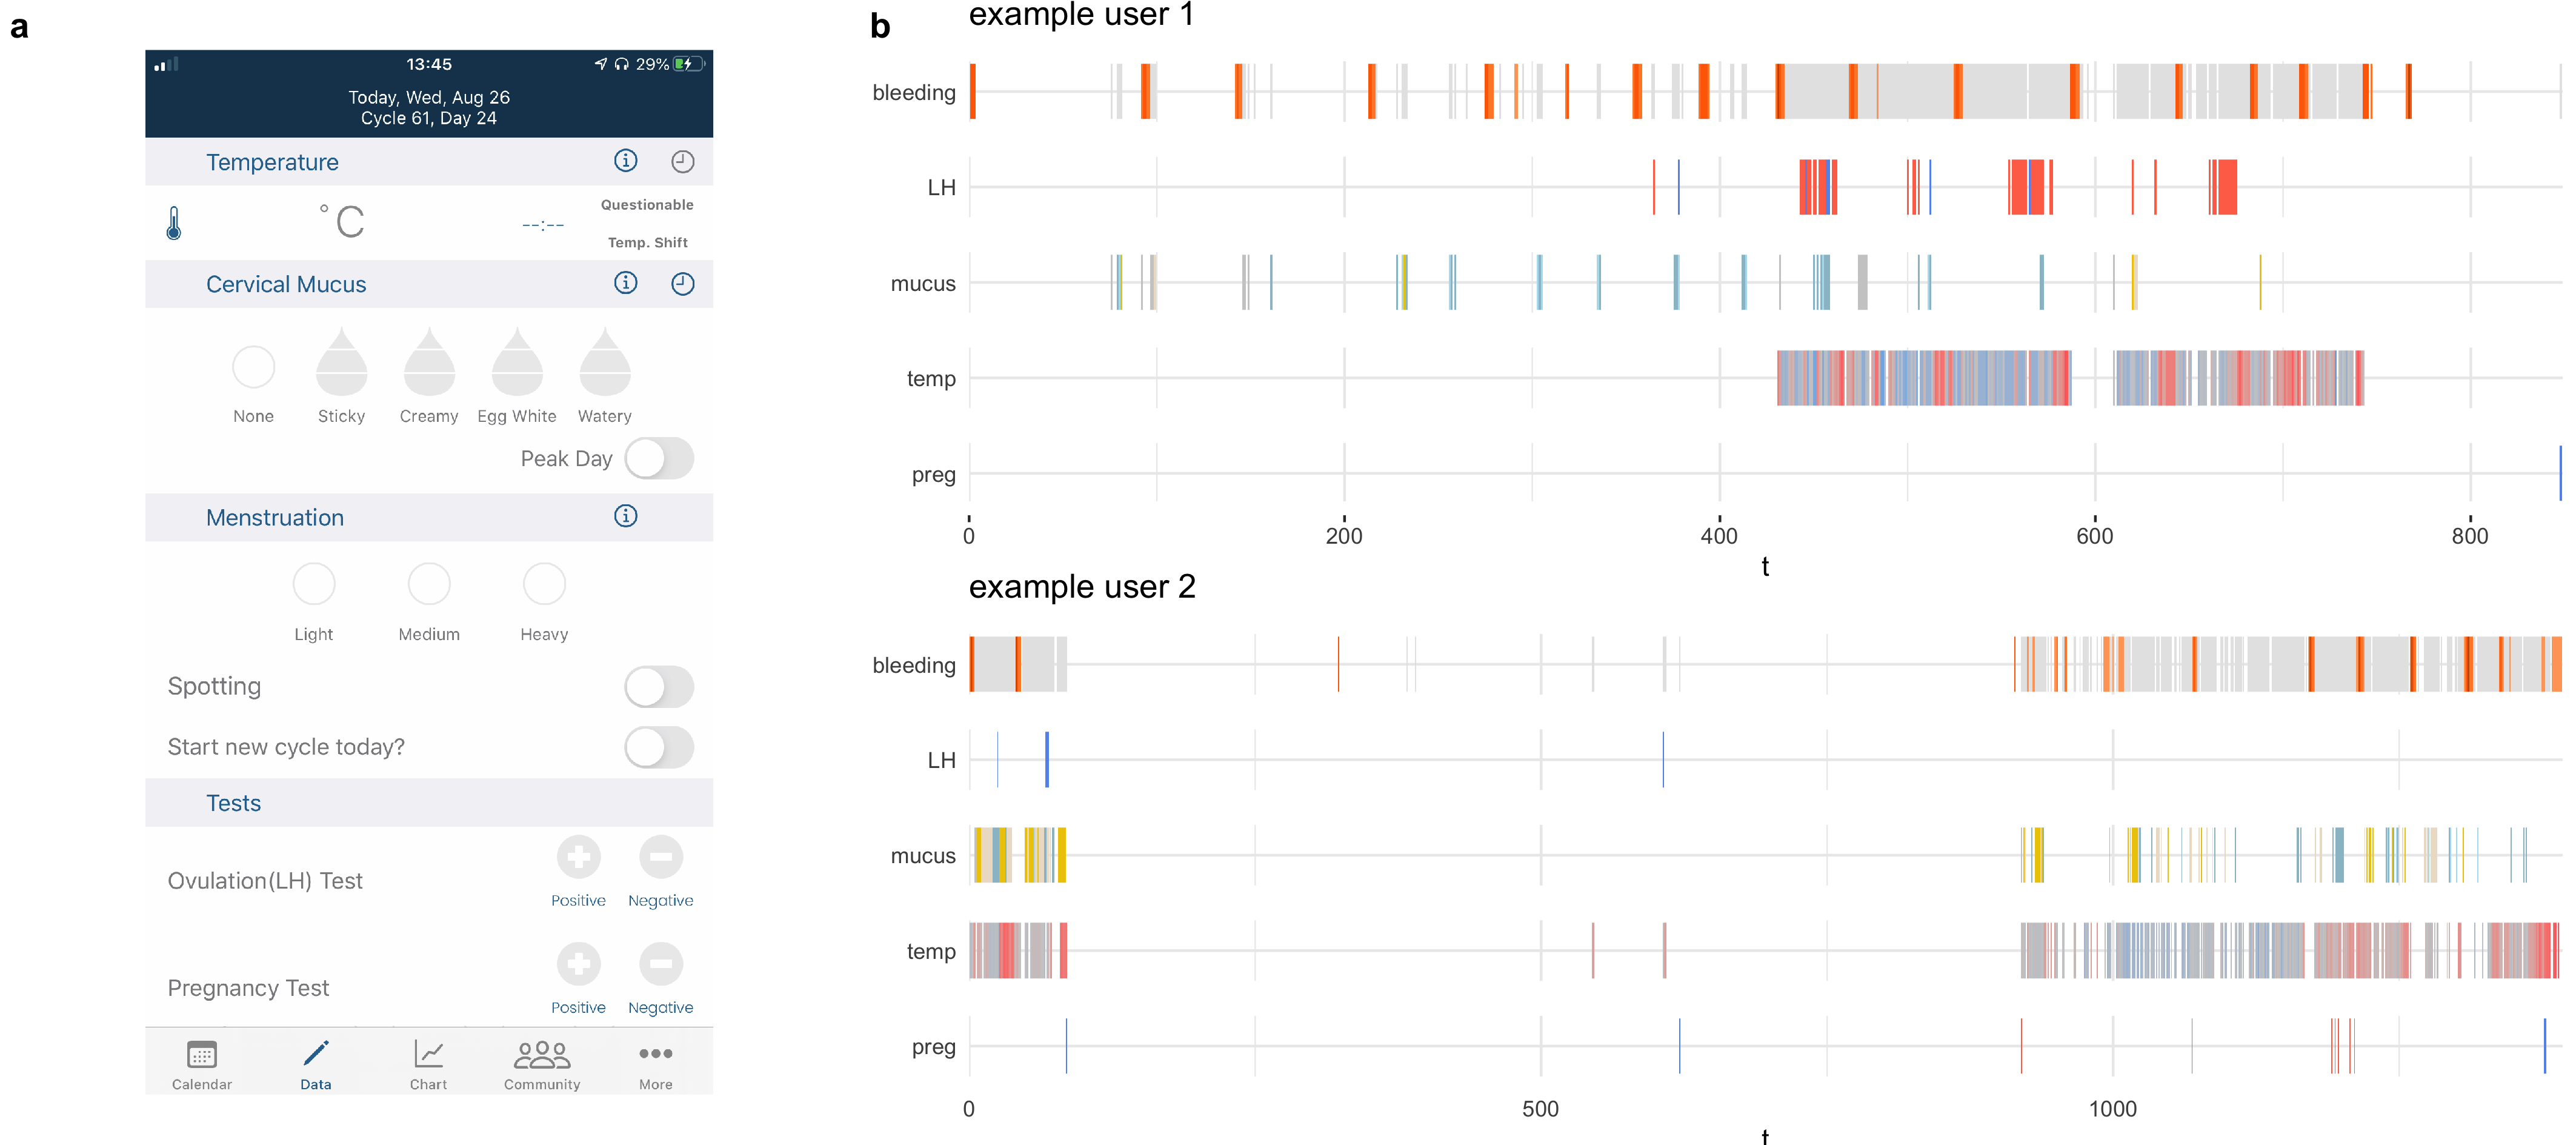 a
13:45
29%
Today, Wed, Aug 26
Cycle 61, Day 24
Temperature
°C
--:--
Questionable
Temp. Shift
Cervical Mucus
None Sticky Creamy Egg White Watery
Peak Day
Menstruation
Light Medium Heavy
Spotting
Start new cycle today?
Tests
Ovulation(LH) Test
Positive Negative
Pregnancy Test
Positive Negative
Calendar Data Chart Community More
b
example user 1
bleeding
LH
mucus
temp
preg
0 200 400 600 800
t
example user 2
bleeding
LH
mucus
temp
preg
0 500 1000
t